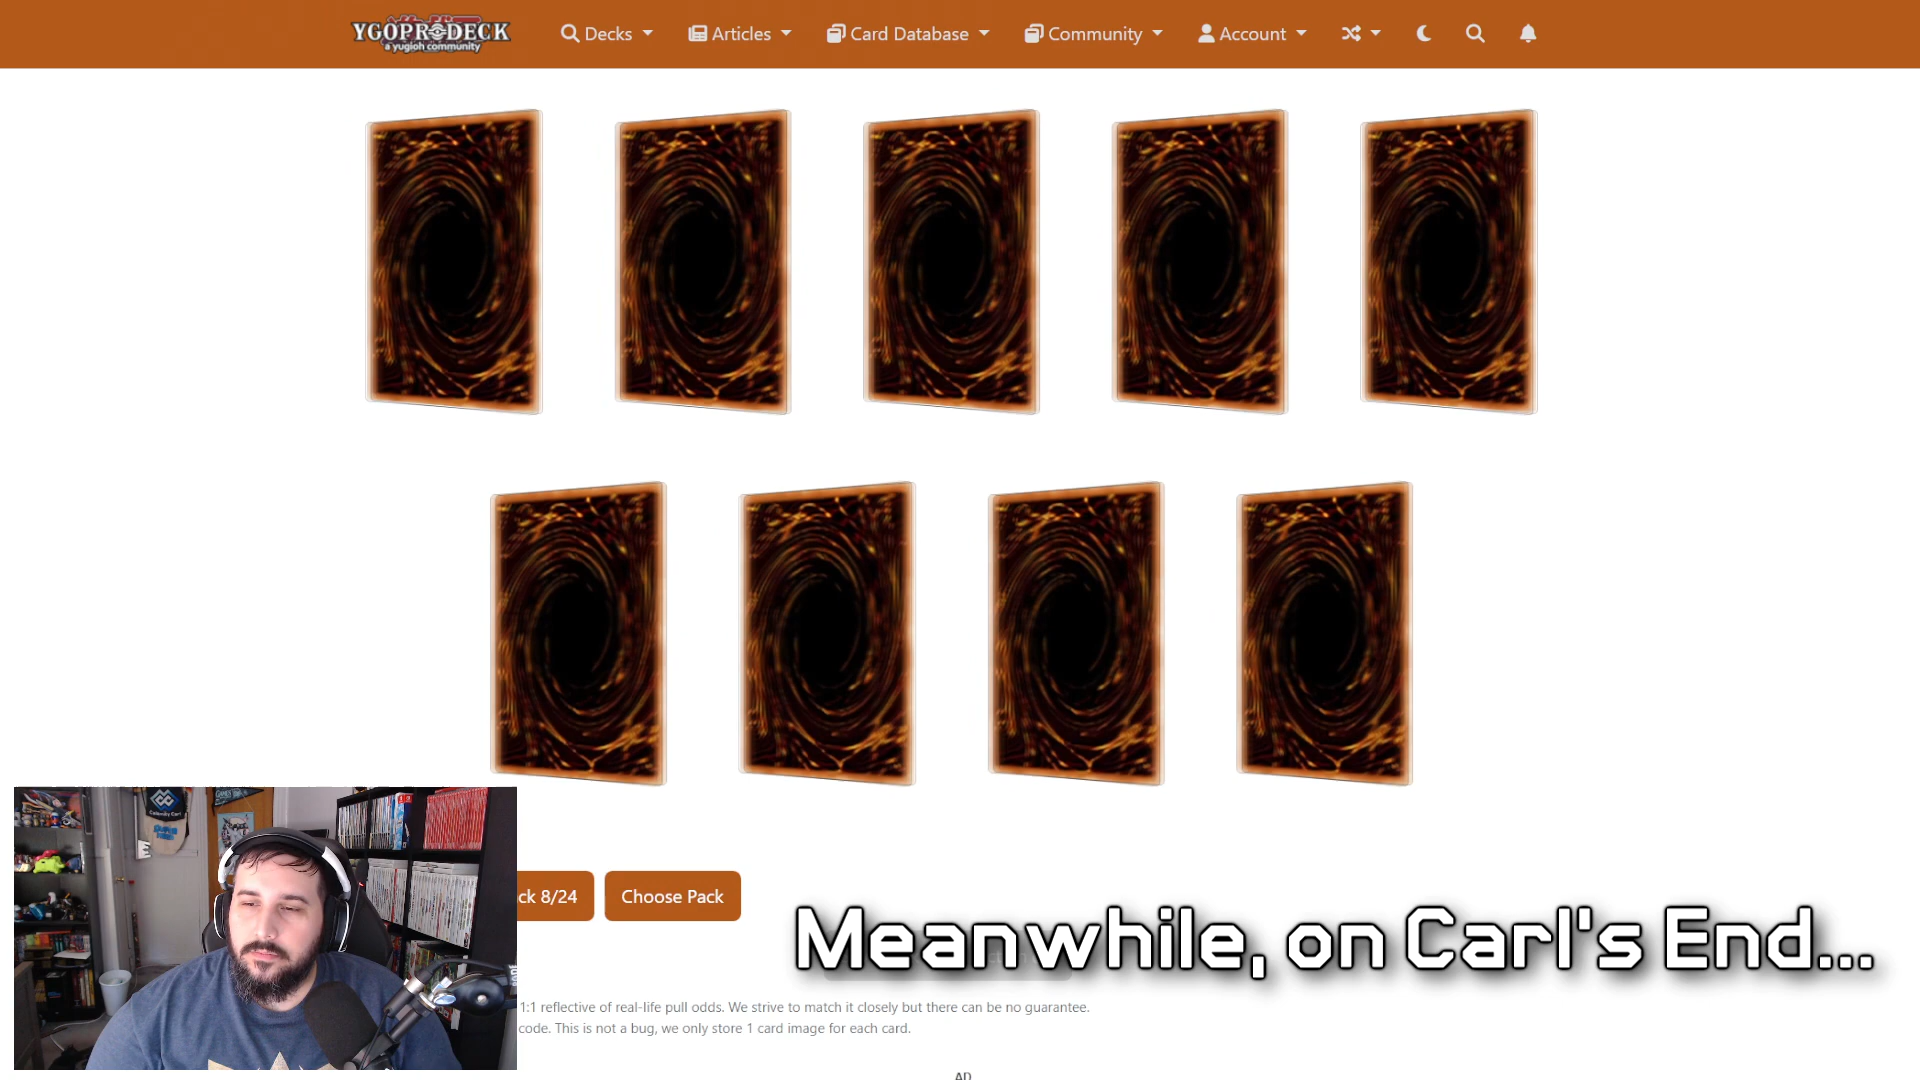 YGOPRODECK
a yugioh community
Decks
Articles
Card Database
Community
Account
ck 8/24
Choose Pack
Meanwhile, on Carl's End...
1:1 reflective of real-life pull odds. We strive to match it closely but there can be no guarantee.
code. This is not a bug, we only store 1 card image for each card.
AD